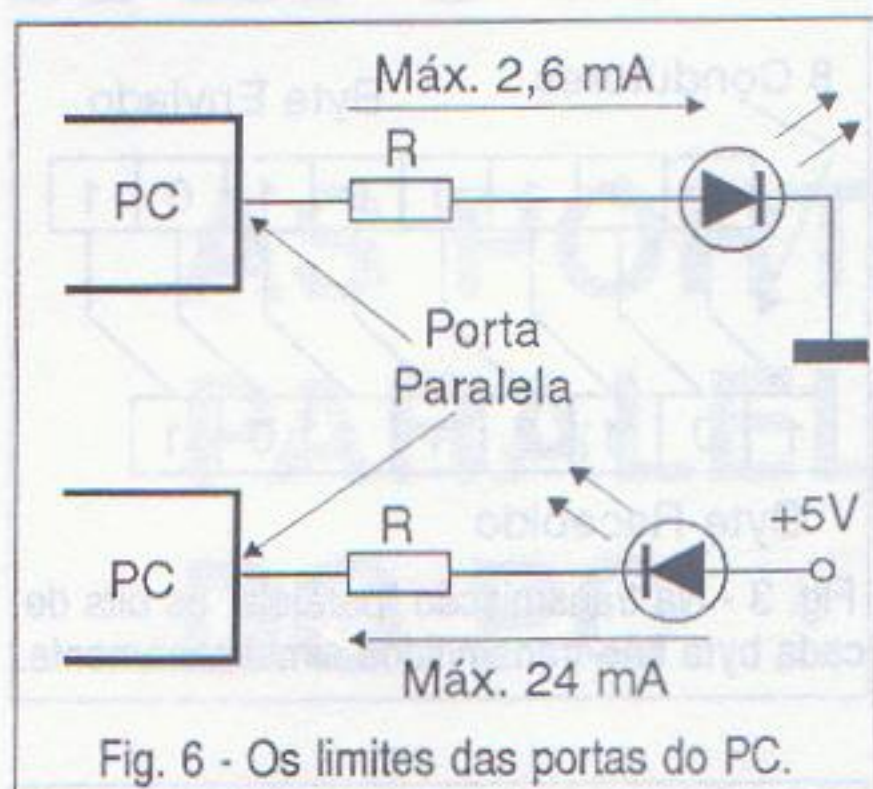 Máx. 2,6 mA
R
PC
Porta
Paralela
R
+5V
PC
Máx. 24 mA
Fig. 6 - Os limites das portas do PC.